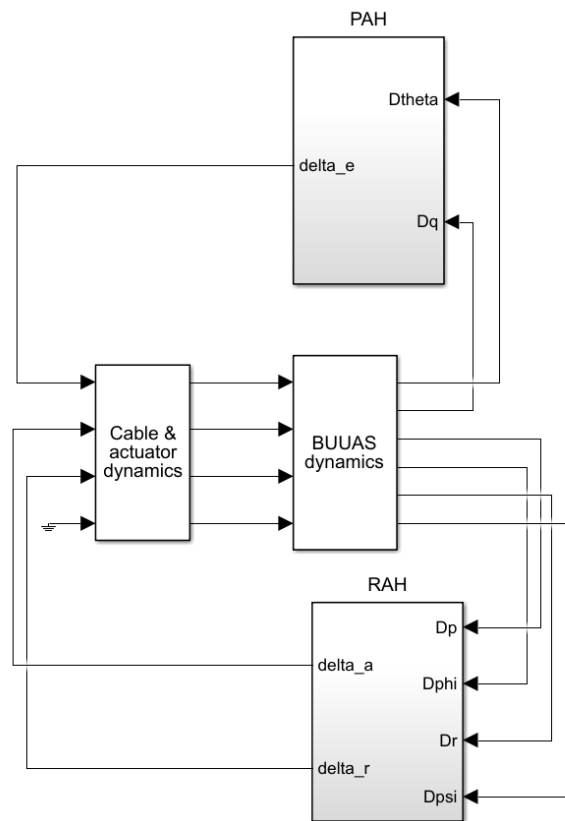 PAH
Dtheta
delta_e
Dq
Cable &
actuator
dynamics
BUUAS
dynamics
RAH
Dp
delta_a
Dphi
Dr
delta_r
Dpsi